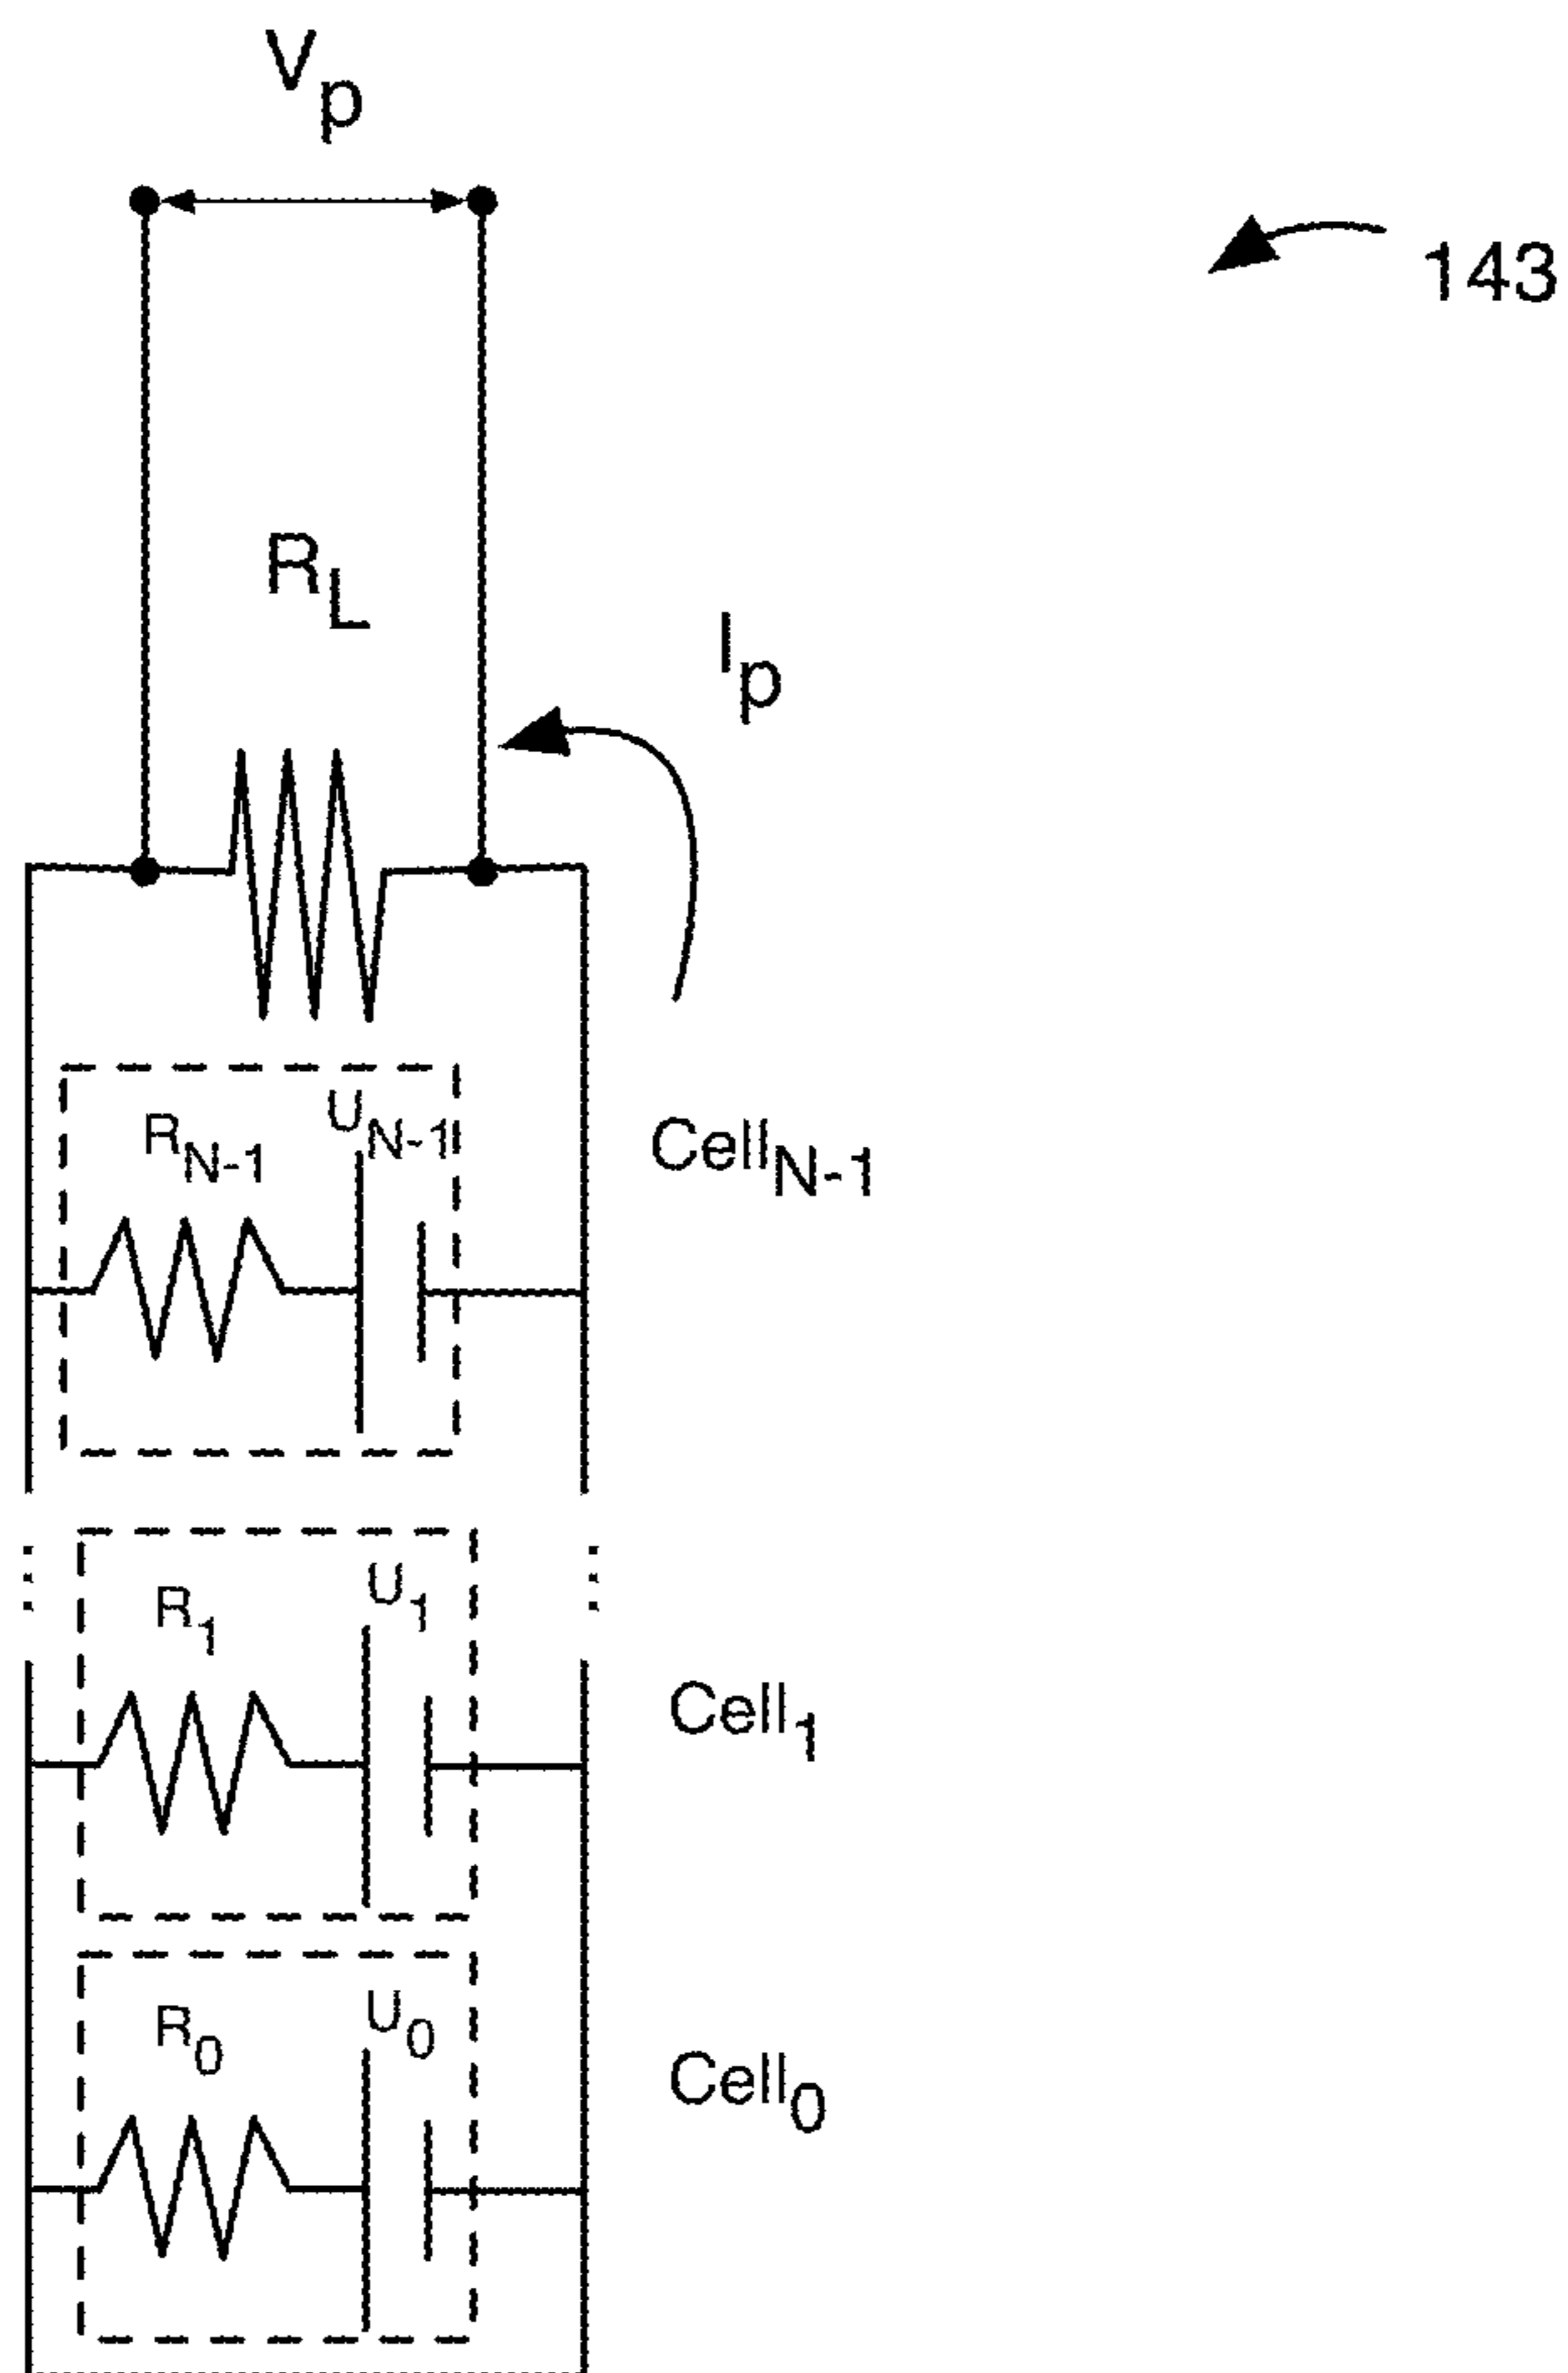 Vp
143
RL
Ip
RN-1 UN-1
CellN-1
R1 U1
Cell1
R0 U0
Cell0